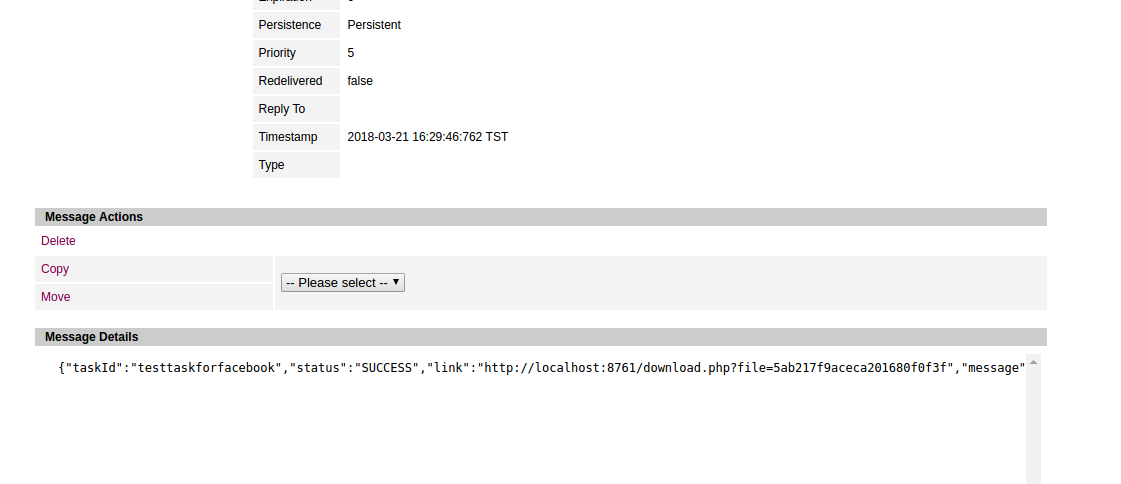 Persistence Persistent
Priority 5
Redelivered false
Reply To
Timestamp 2018-03-21 16:29:46:762 TST
Type
Message Actions
Delete
Copy
-- Please select --
Move
Message Details
{"taskId":"testtaskforfacebook","status":"SUCCESS","link":"http://localhost:8761/download.php?file=5ab217f9aceca201680f0f3f","message"